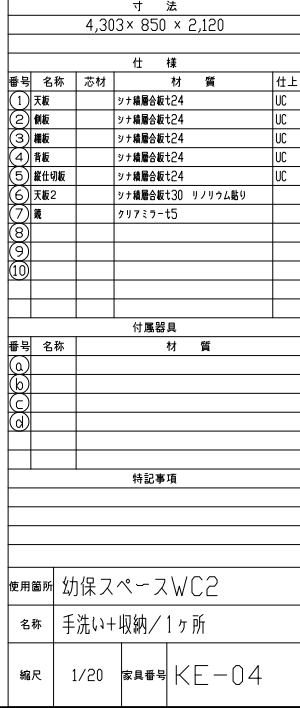 寸 法
4,303× 850 × 2,120
仕 様
番号 名称 芯材 材 質 仕上
① 天板 シナ積層合板t24 UC
② 側板 シナ積層合板t24 UC
③ 棚板 シナ積層合板t24 UC
④ 背板 シナ積層合板t24 UC
⑤ 縦仕切板 シナ積層合板t24 UC
⑥ 天板2 シナ積層合板t30 リノリウム貼り
⑦ 鏡 クリアミラーt5
⑧
⑨
⑩
付属器具
番号 名称 材 質
ⓐ
ⓑ
ⓒ
ⓓ
特記事項
使用箇所 幼保スペースWC2
名称 手洗い+収納/1ヶ所
縮尺 1/20 家具番号 KE-04